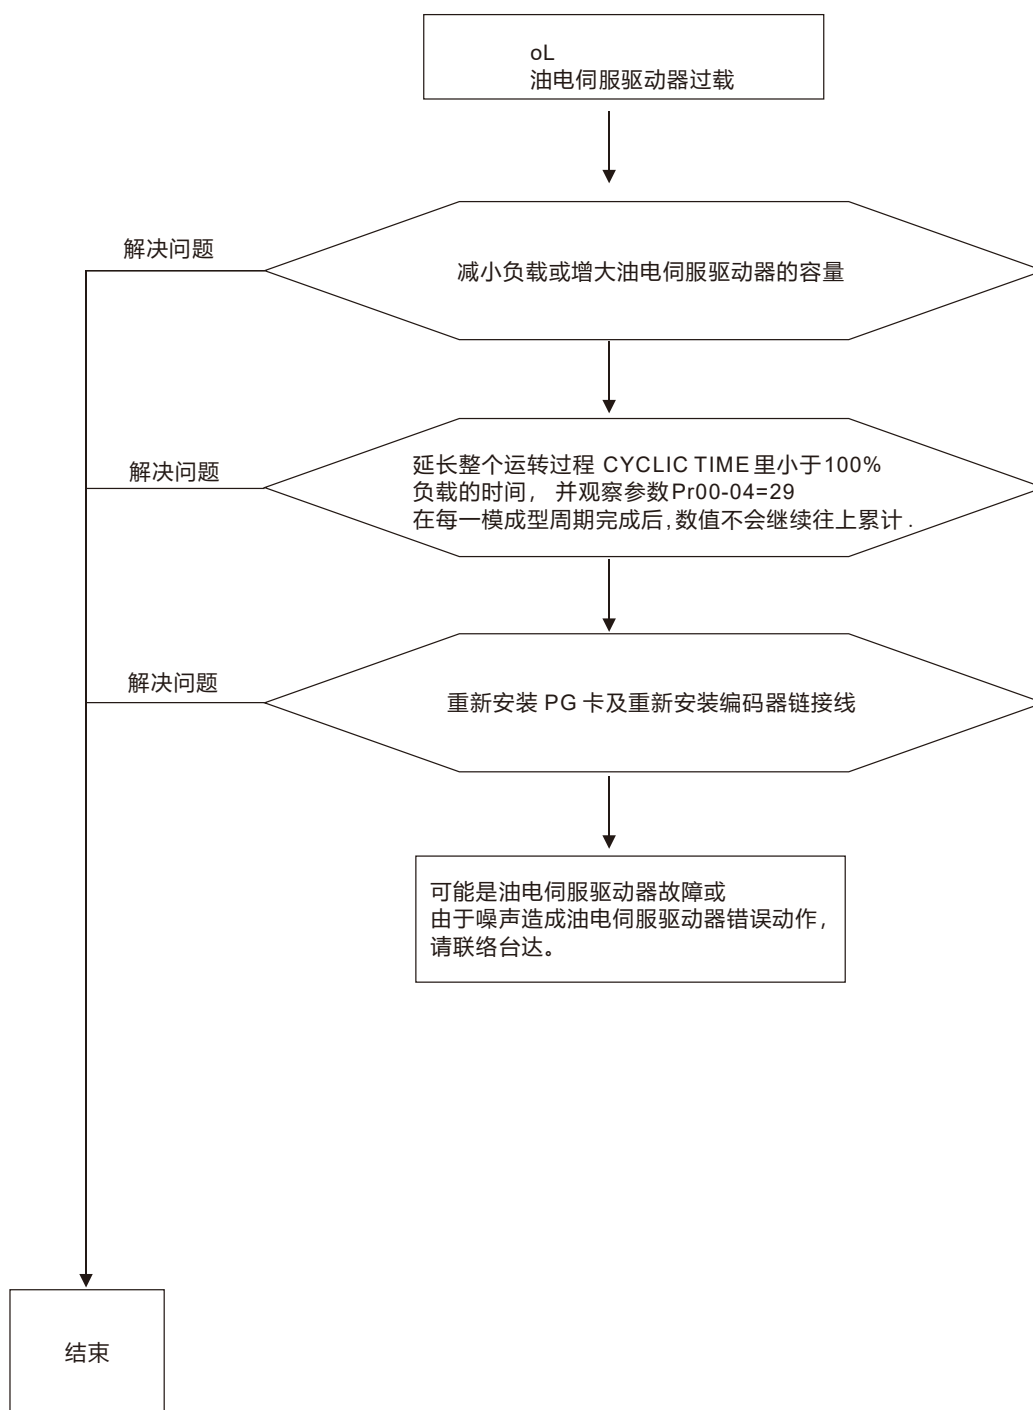 oL
油电伺服驱动器过载
解决问题
减小负载或增大油电伺服驱动器的容量
解决问题
延长整个运转过程 CYCLIC TIME里小于100%
负载的时间， 并观察参数Pr00-04=29
在每一模成型周期完成后,数值不会继续往上累计.
解决问题
重新安装 PG 卡及重新安装编码器链接线
可能是油电伺服驱动器故障或
由于噪声造成油电伺服驱动器错误动作，
请联络台达。
结束